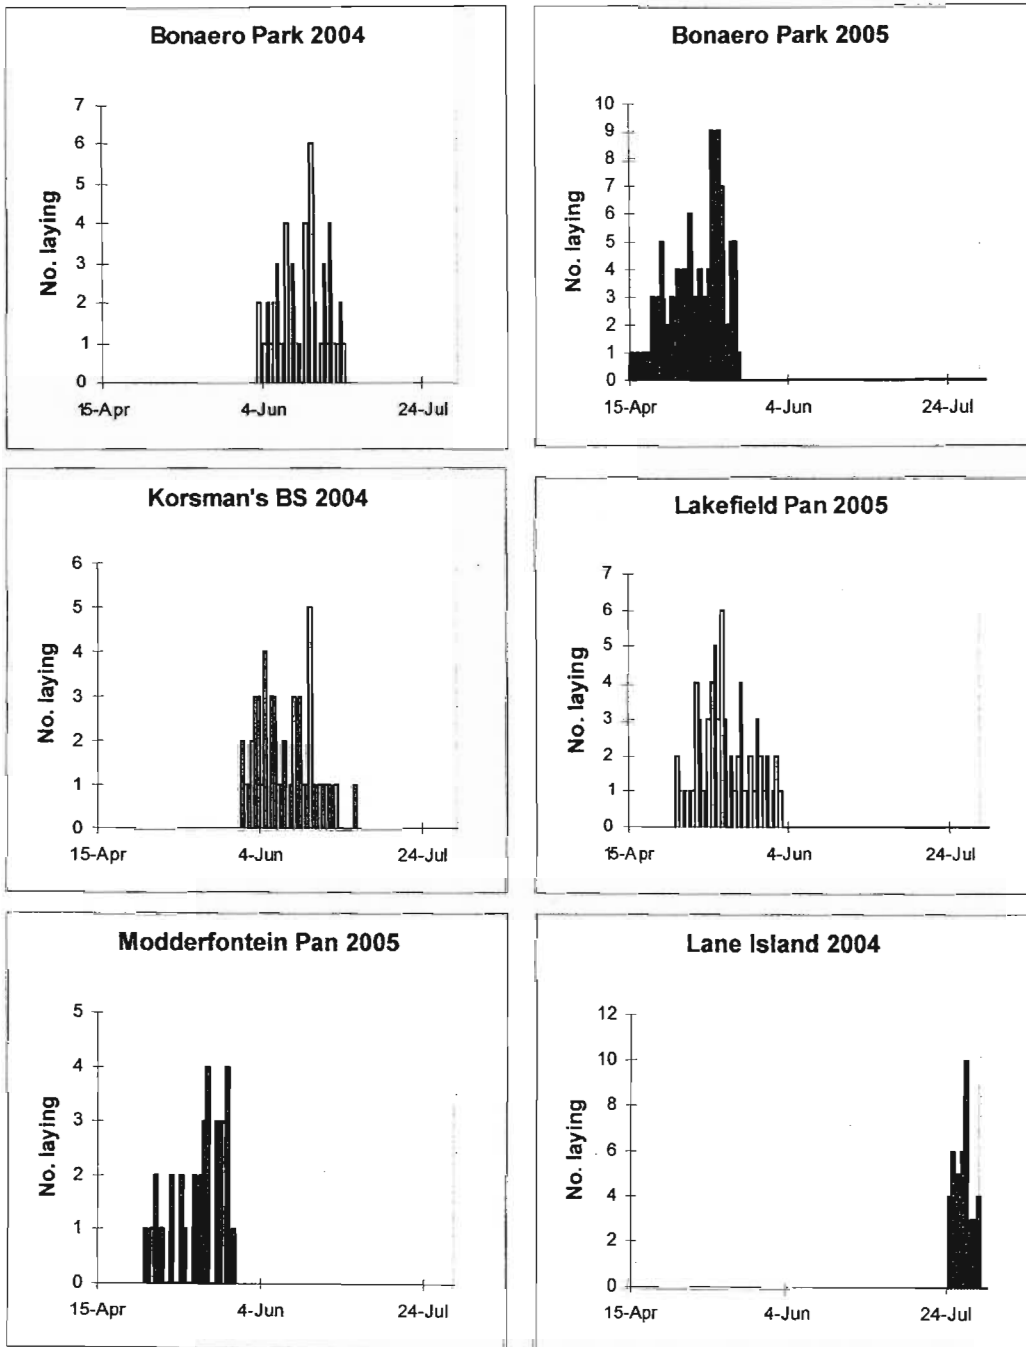 Bonaero Park 2004
No. laying
7
6
5
4
3
2
1
0
15-Apr 4-Jun 24-Jul
Bonaero Park 2005
No. laying
10
9
8
7
6
5
4
3
2
1
0
15-Apr 4-Jun 24-Jul
Korsman's BS 2004
No. laying
6
5
4
3
2
1
0
15-Apr 4-Jun 24-Jul
Lakefield Pan 2005
No. laying
7
6
5
4
3
2
1
0
15-Apr 4-Jun 24-Jul
Modderfontein Pan 2005
No. laying
5
4
3
2
1
0
15-Apr 4-Jun 24-Jul
Lane Island 2004
No. laying
12
10
8
6
4
2
0
15-Apr 4-Jun 24-Jul